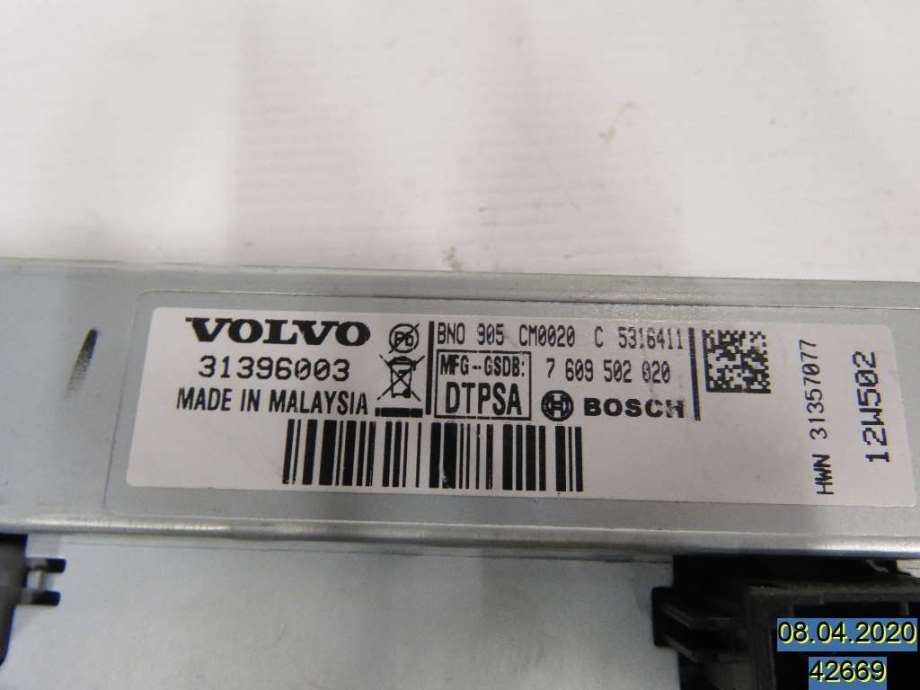 VOLVO
31396003
MADE IN MALAYSIA
Pb
BNO 905 CM0020 C 5316411
MFG--GSDB:
DTPSA
7 609 502 020
BOSCH
HWN 31357077
12W502
08.04.2020
42669